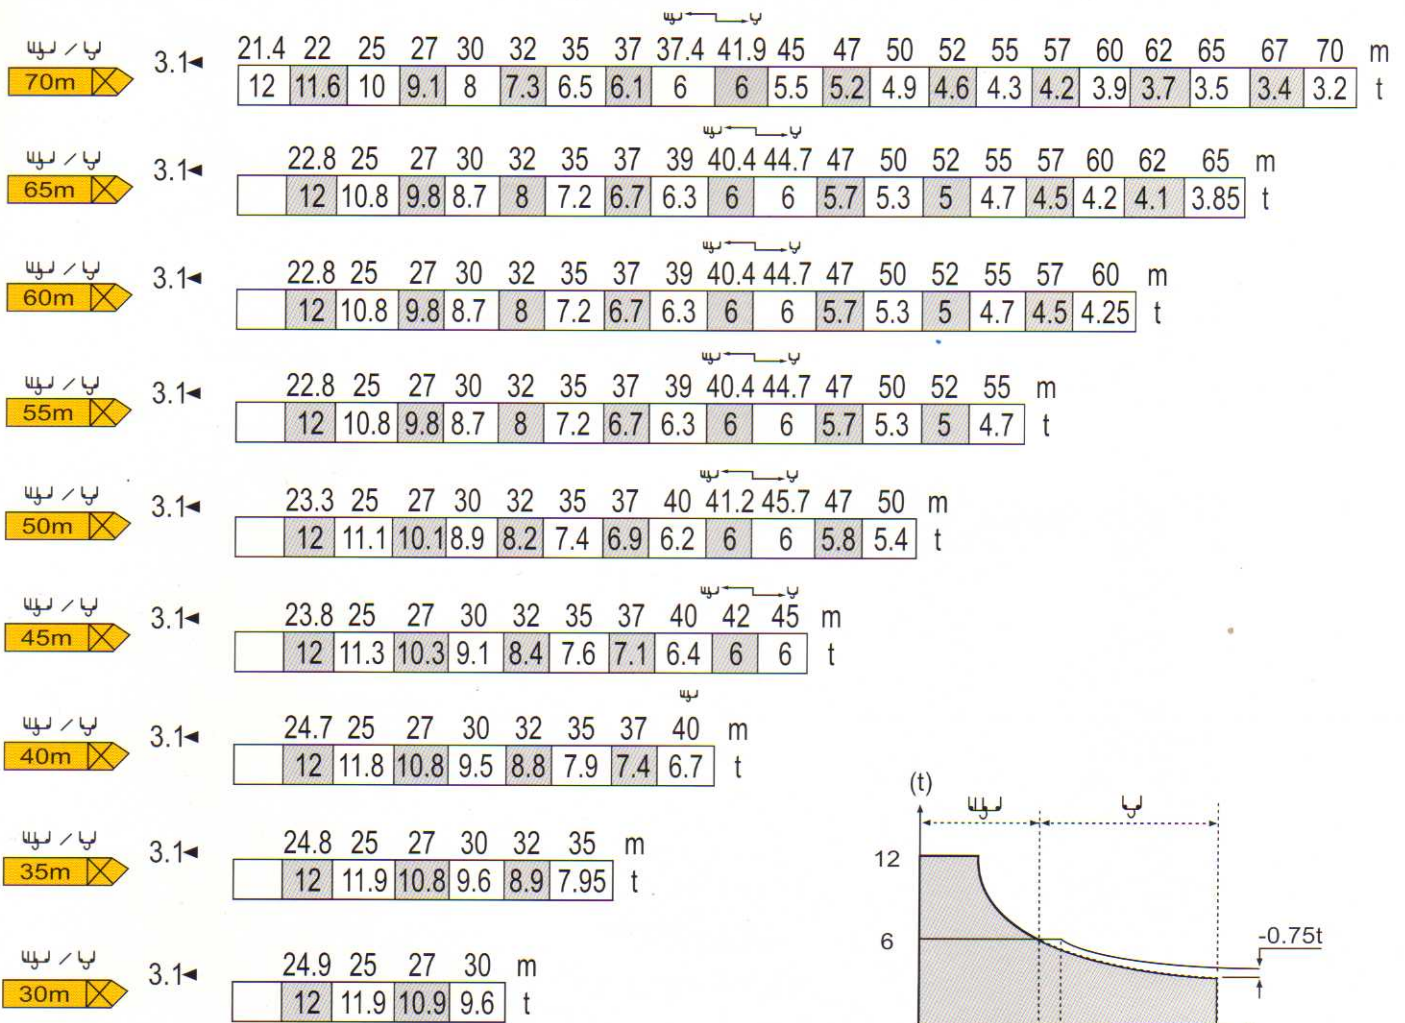 21.4 22 25 27 30 32 35 37 37.4 41.9 45 47 50 52 55 57 60 62 65 67 70 m
70m 3.1◄ 12 11.6 10 9.1 8 7.3 6.5 6.1 6 6 5.5 5.2 4.9 4.6 4.3 4.2 3.9 3.7 3.5 3.4 3.2 t
22.8 25 27 30 32 35 37 39 40.4 44.7 47 50 52 55 57 60 62 65 m
65m 3.1◄ 12 10.8 9.8 8.7 8 7.2 6.7 6.3 6 6 5.7 5.3 5 4.7 4.5 4.2 4.1 3.85 t
22.8 25 27 30 32 35 37 39 40.4 44.7 47 50 52 55 57 60 m
60m 3.1◄ 12 10.8 9.8 8.7 8 7.2 6.7 6.3 6 6 5.7 5.3 5 4.7 4.5 4.25 t
22.8 25 27 30 32 35 37 39 40.4 44.7 47 50 52 55 m
55m 3.1◄ 12 10.8 9.8 8.7 8 7.2 6.7 6.3 6 6 5.7 5.3 5 4.7 t
23.3 25 27 30 32 35 37 40 41.2 45.7 47 50 m
50m 3.1◄ 12 11.1 10.1 8.9 8.2 7.4 6.9 6.2 6 6 5.8 5.4 t
23.8 25 27 30 32 35 37 40 42 45 m
45m 3.1◄ 12 11.3 10.3 9.1 8.4 7.6 7.1 6.4 6 6 t
24.7 25 27 30 32 35 37 40 m
40m 3.1◄ 12 11.8 10.8 9.5 8.8 7.9 7.4 6.7 t
24.8 25 27 30 32 35 m
35m 3.1◄ 12 11.9 10.8 9.6 8.9 7.95 t
24.9 25 27 30 m
30m 3.1◄ 12 11.9 10.9 9.6 t
(t)
12
6
-0.75t